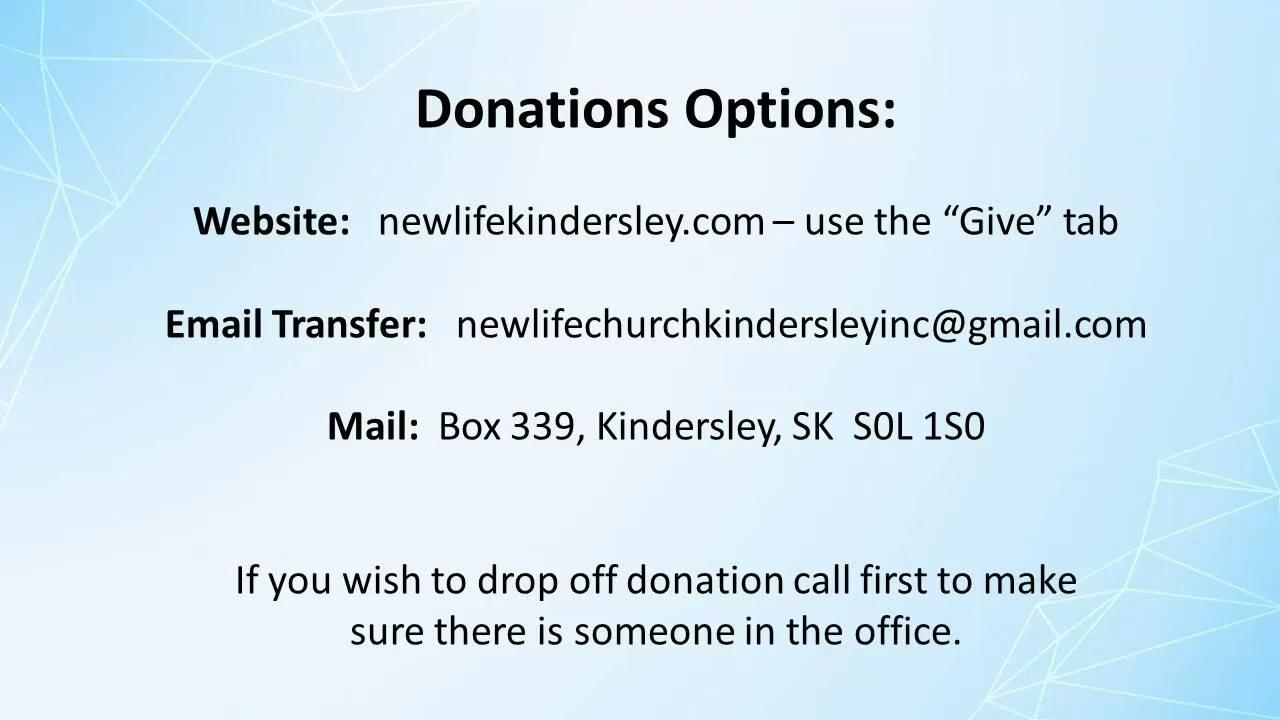 Donations Options:
Website: newlifekindersley.com – use the “Give” tab
Email Transfer: newlifechurchkindersleyinc@gmail.com
Mail: Box 339, Kindersley, SK S0L 1S0
If you wish to drop off donation call first to make
sure there is someone in the office.